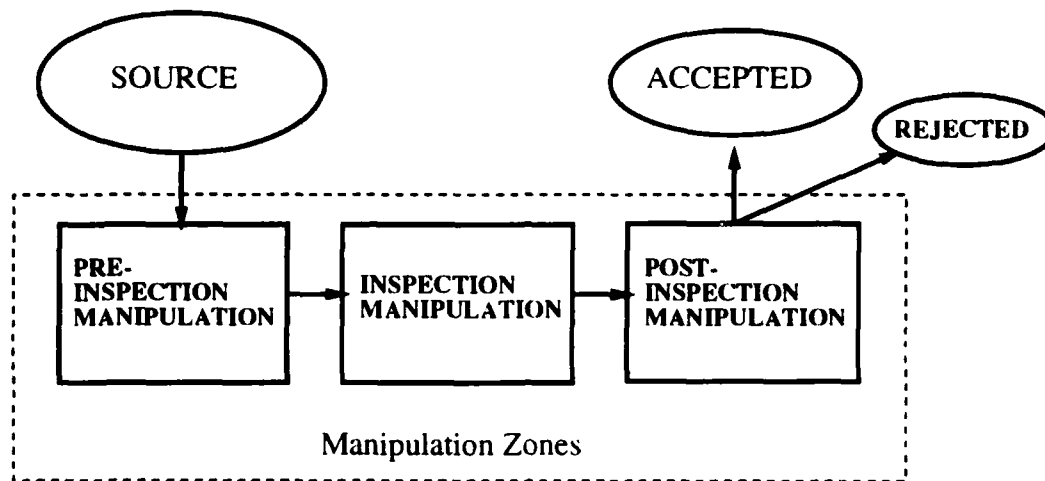 SOURCE
ACCEPTED
REJECTED
PRE-
INSPECTION
MANIPULATION
INSPECTION
MANIPULATION
POST-
INSPECTION
MANIPULATION
Manipulation Zones